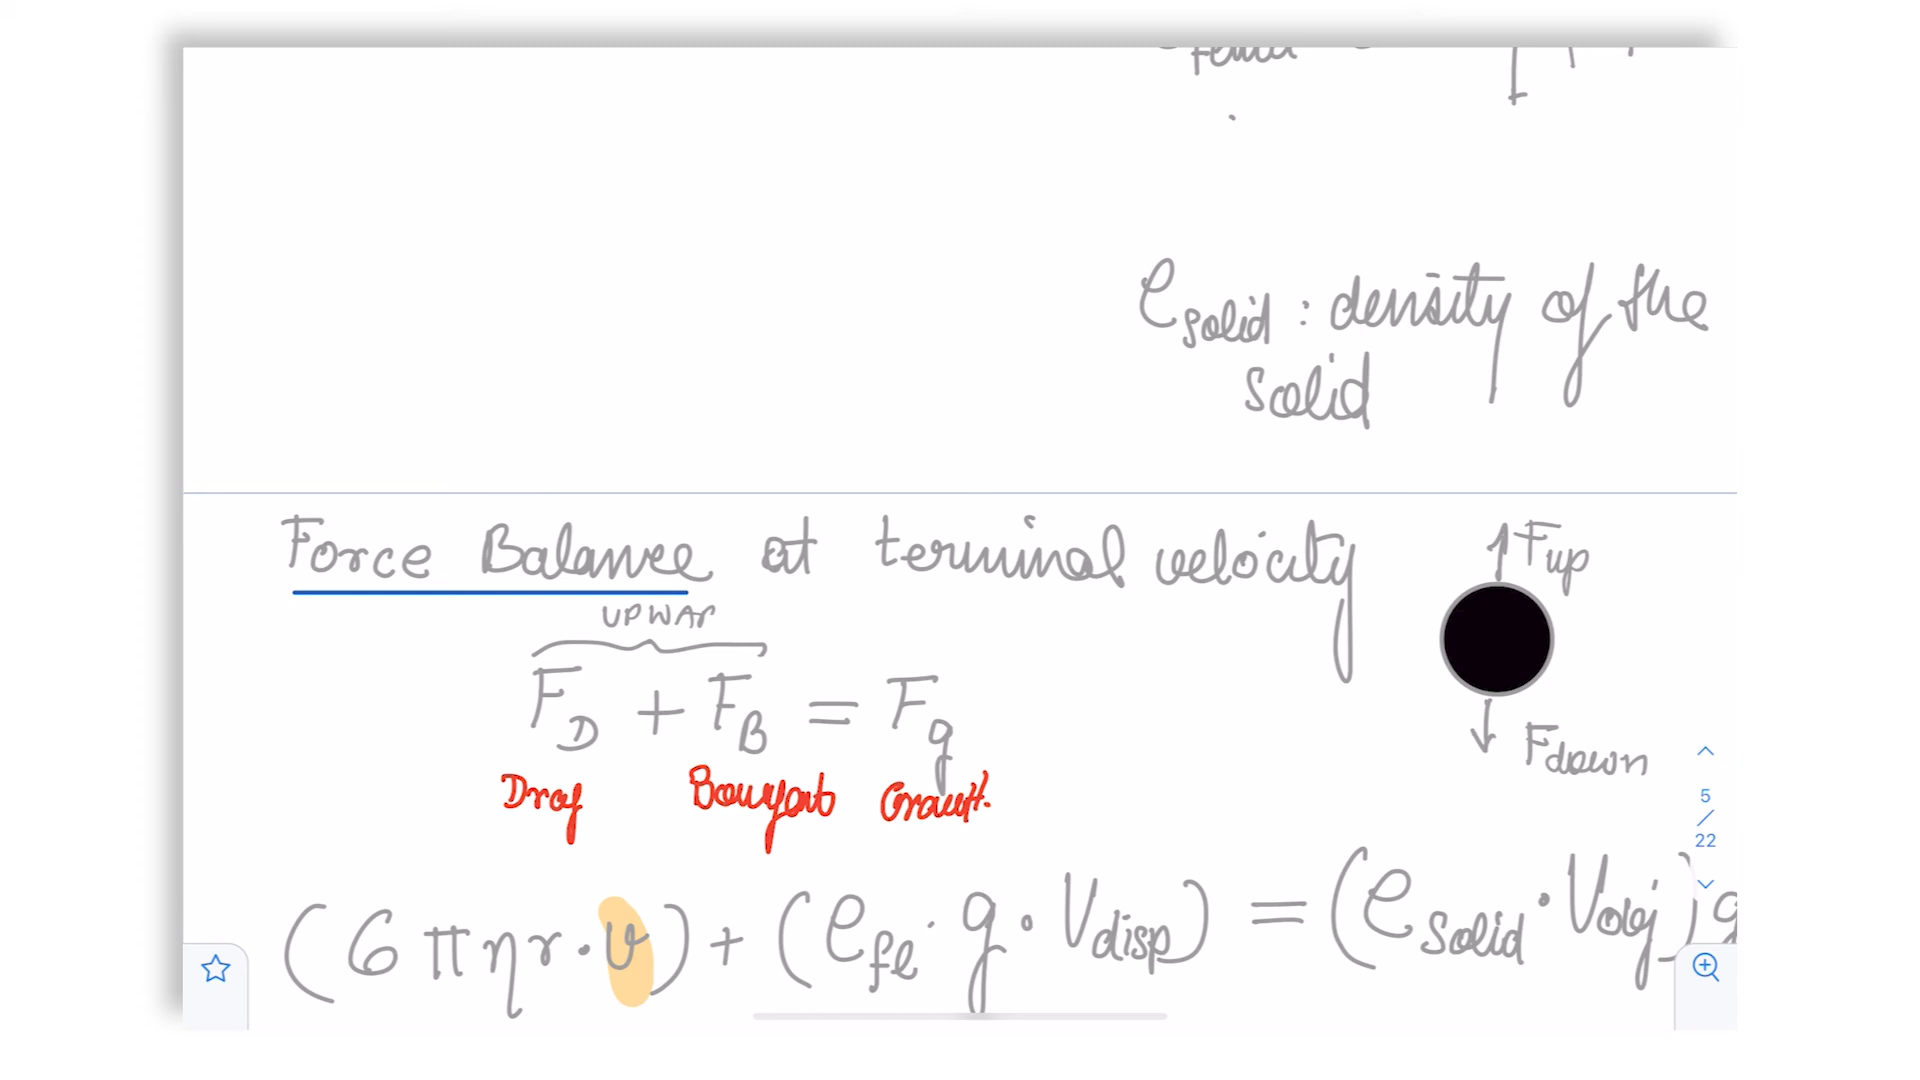 ρsolid : density of the
solid
Force Balance at terminal velocity
↑Fup
UPWAR
F_D + F_B = F_g
↓ Fdown
Drag Bouyant Gravit.
5
/
22
(6πηr·v) + (ρfl·g·Vdisp) = (ρsolid·Vobj)g